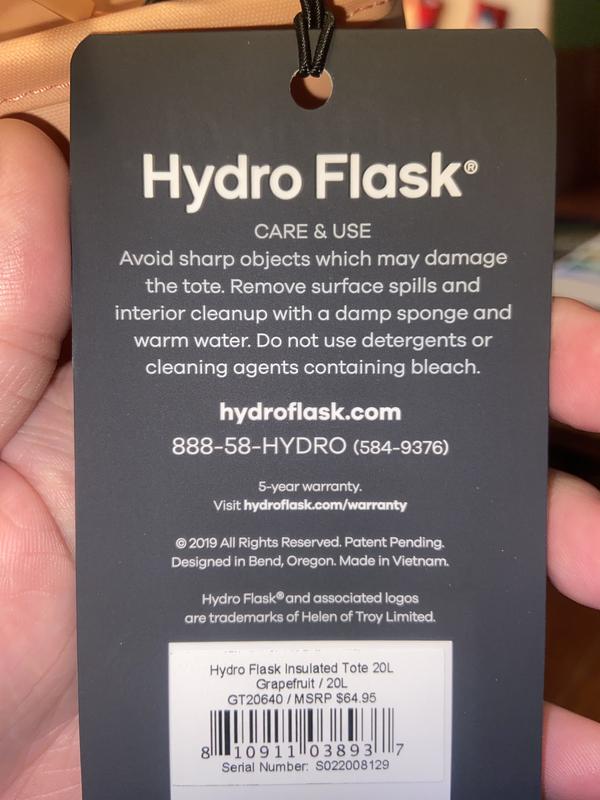 Hydro Flask®
CARE & USE
Avoid sharp objects which may damage
the tote. Remove surface spills and
interior cleanup with a damp sponge and
warm water. Do not use detergents or
cleaning agents containing bleach.
hydroflask.com
888-58-HYDRO (584-9376)
5-year warranty.
Visit hydroflask.com/warranty
© 2019 All Rights Reserved. Patent Pending.
Designed in Bend, Oregon. Made in Vietnam.
Hydro Flask® and associated logos
are trademarks of Helen of Troy Limited.
Hydro Flask Insulated Tote 20L
Grapefruit / 20L
GT20640 / MSRP $64.95
8 10911 03893 7
Serial Number: S022008129